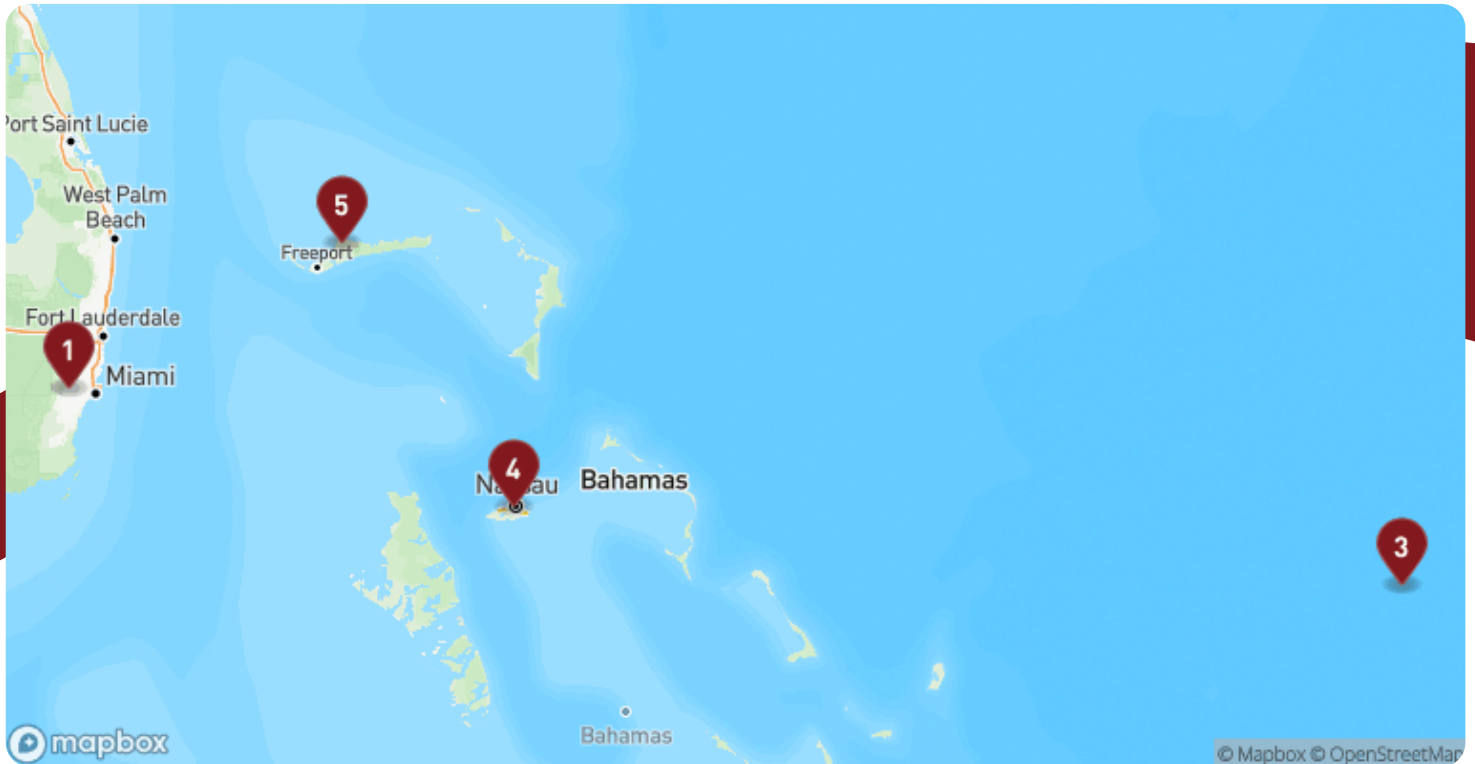 Port Saint Lucie
West Palm
Beach
5
Freeport
Fort Lauderdale
1
Miami
4
Nassau
Bahamas
3
Bahamas
mapbox
© Mapbox © OpenStreetMap